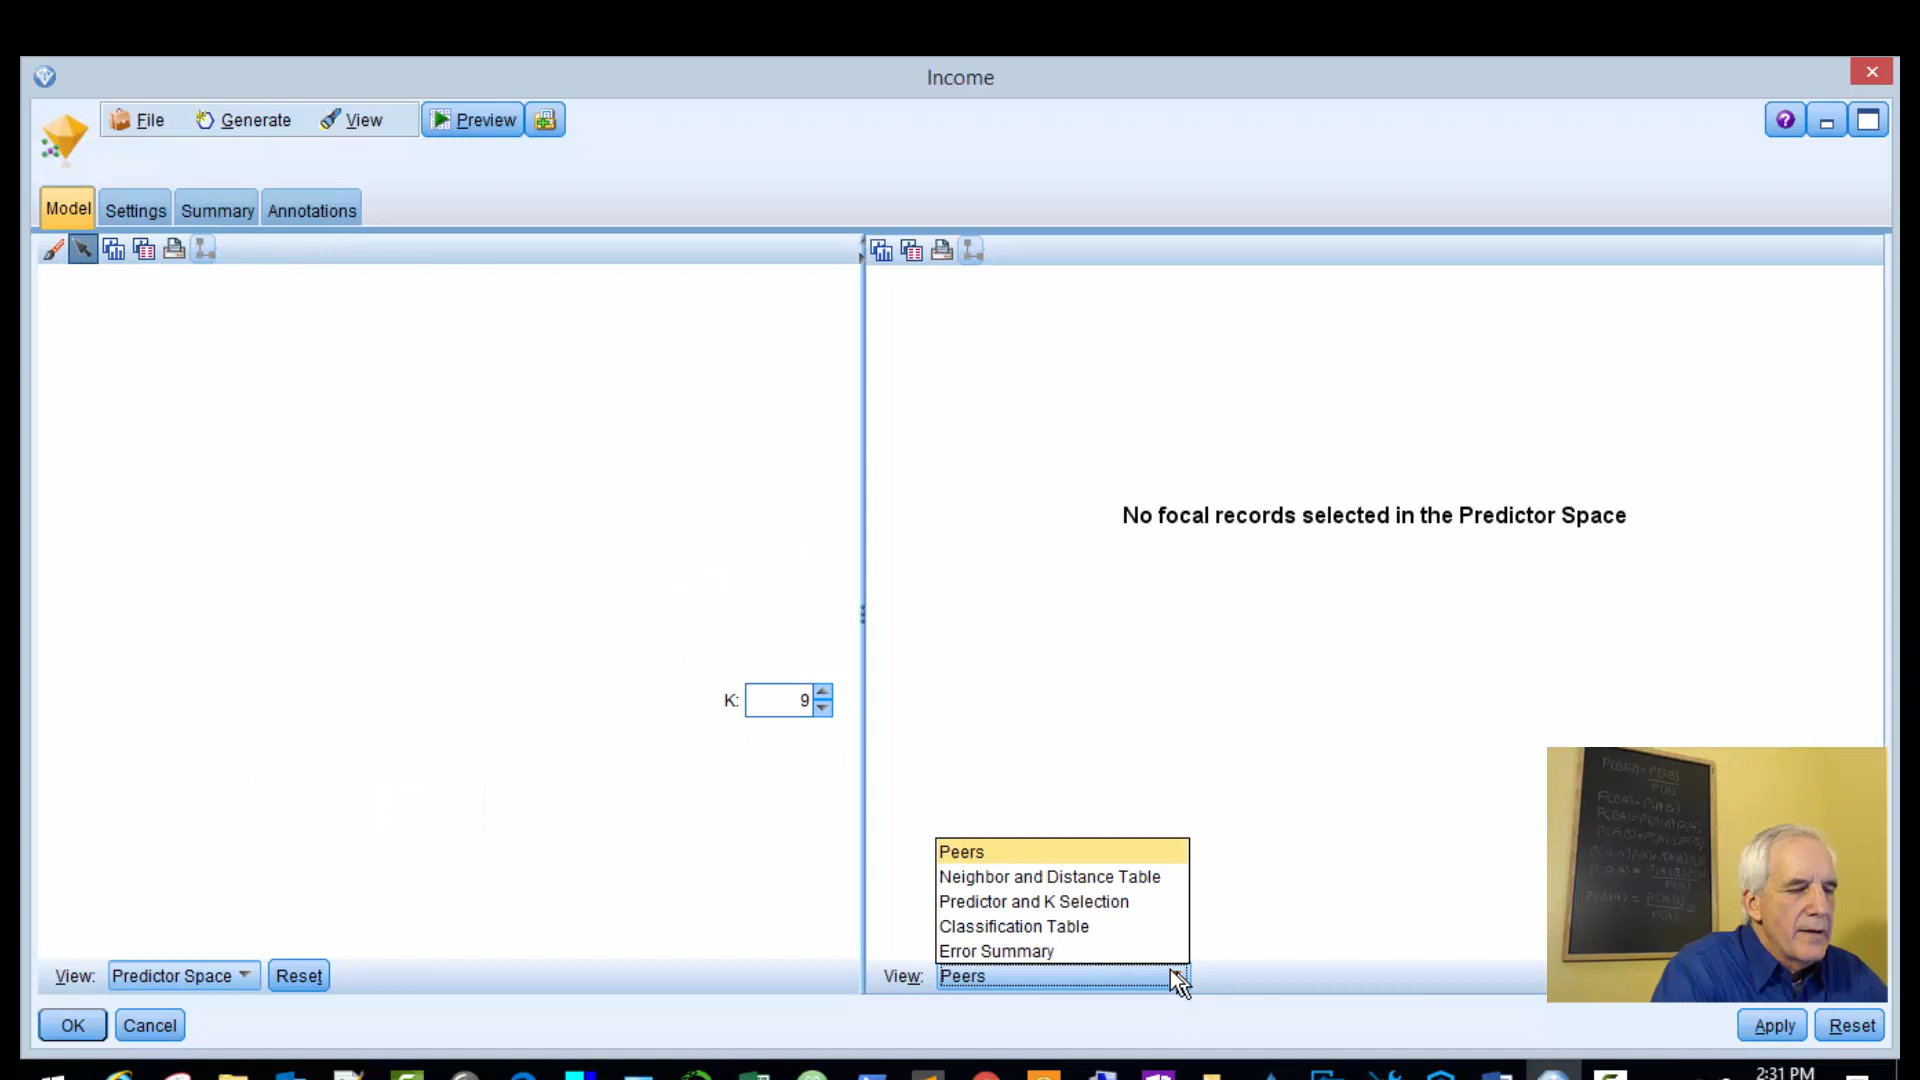 Income
File
Generate
View
Preview
Model
Settings
Summary
Annotations
No focal records selected in the Predictor Space
K: 9
Peers
Neighbor and Distance Table
Predictor and K Selection
Classification Table
Error Summary
View: Predictor Space
Reset
View: Peers
OK
Cancel
Apply
Reset
2:31 PM